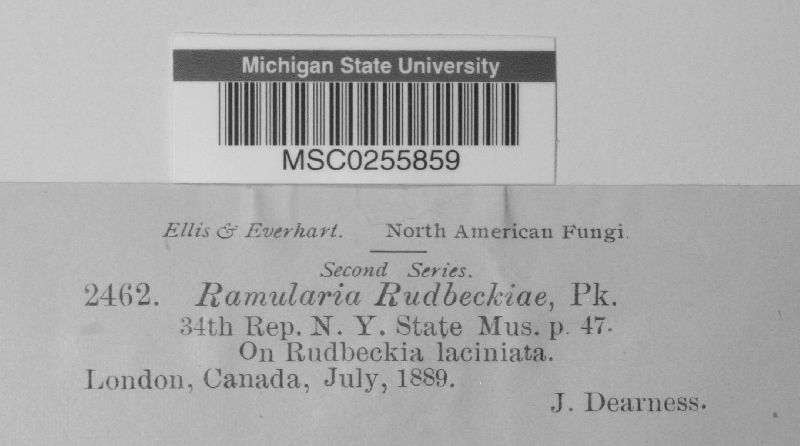 Michigan State University
MSC0255859
Ellis & Everhart. North American Fungi.
Second Series.
2462. Ramularia Rudbeckiae, Pk.
34th Rep. N. Y. State Mus. p. 47.
On Rudbeckia laciniata.
London, Canada, July, 1889.
J. Dearness.